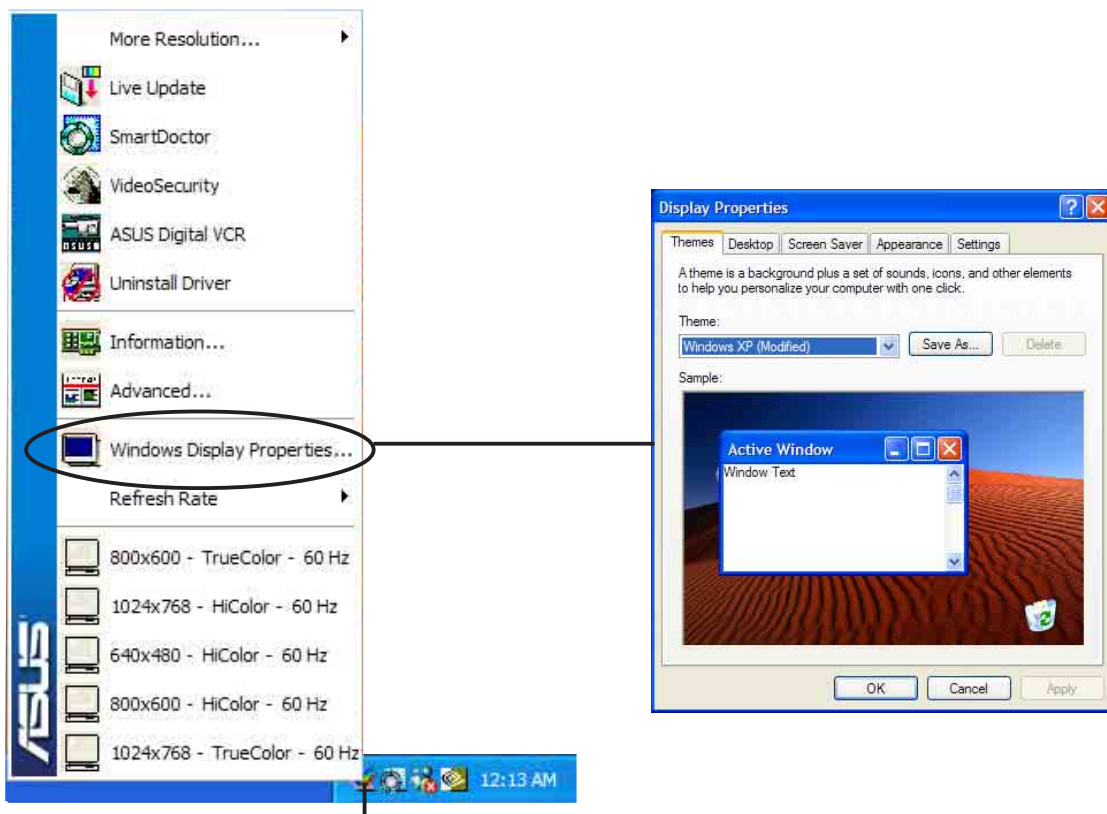 More Resolution...
Live Update
SmartDoctor
VideoSecurity
ASUS Digital VCR
Uninstall Driver
Information...
Advanced...
Windows Display Properties...
Refresh Rate
800x600 - TrueColor - 60 Hz
1024x768 - HiColor - 60 Hz
640x480 - HiColor - 60 Hz
800x600 - HiColor - 60 Hz
1024x768 - TrueColor - 60 Hz
ASUS
12:13 AM
Display Properties
Themes Desktop Screen Saver Appearance Settings
A theme is a background plus a set of sounds, icons, and other elements
to help you personalize your computer with one click.
Theme:
Windows XP (Modified) Save As... Delete
Sample:
Active Window
Window Text
OK Cancel Apply